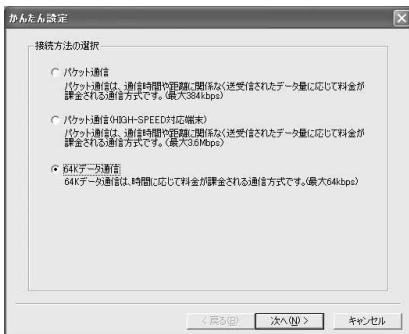 かんたん設定
接続方法の選択
パケット通信
パケット通信は、通信時間や距離に関係なく送受信されたデータ量に応じて料金が
課金される通信方式です。(最大384kbps)
パケット通信(HIGH-SPEED対応端末)
パケット通信は、通信時間や距離に関係なく送受信されたデータ量に応じて料金が
課金される通信方式です。(最大3.6Mbps)
64Kデータ通信
64Kデータ通信は、時間に応じて料金が課金される通信方式です。(最大64kbps)
< 戻る(B) 次へ(N) > キャンセル